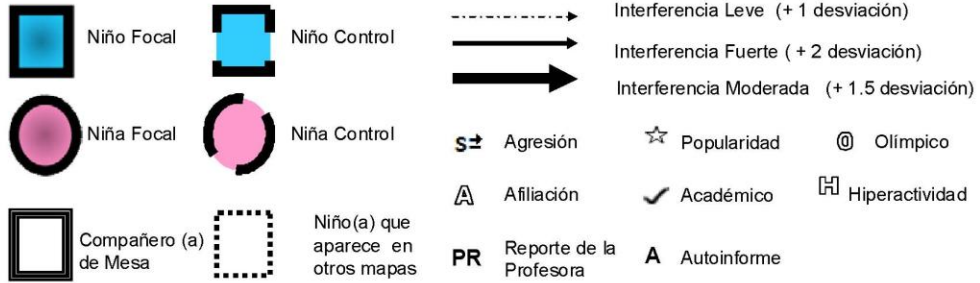 Niño Focal
Niño Control
Interferencia Leve (+ 1 desviación)
Interferencia Fuerte ( + 2 desviación)
Interferencia Moderada (+ 1.5 desviación)
Niña Focal
Niña Control
S Agresión
Popularidad
@ Olímpico
A Afiliación
Académico
H Hiperactividad
Compañero (a)
de Mesa
Niño(a) que
aparece en
otros mapas
PR Reporte de la
Profesora
A Autoinforme